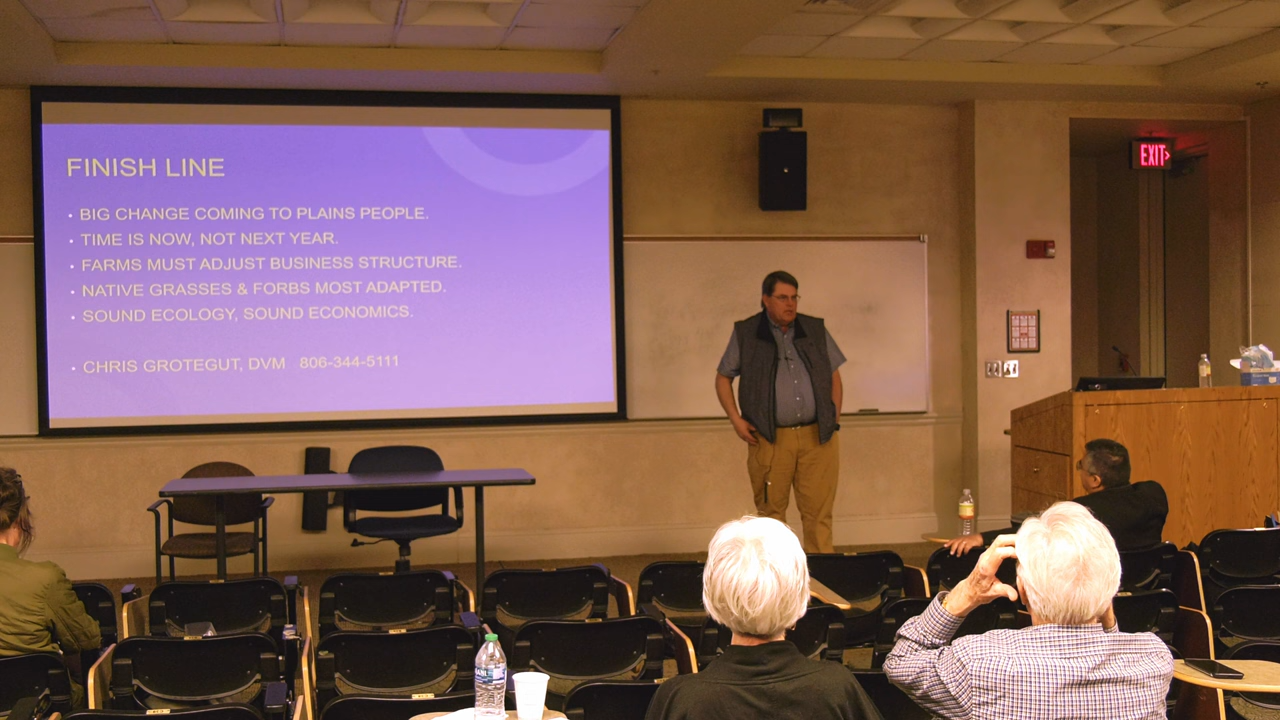 FINISH LINE
• BIG CHANGE COMING TO PLAINS PEOPLE.
• TIME IS NOW, NOT NEXT YEAR.
• FARMS MUST ADJUST BUSINESS STRUCTURE.
• NATIVE GRASSES & FORBS MOST ADAPTED.
• SOUND ECOLOGY, SOUND ECONOMICS.
• CHRIS GROTEGUT, DVM 806-344-5111
EXIT